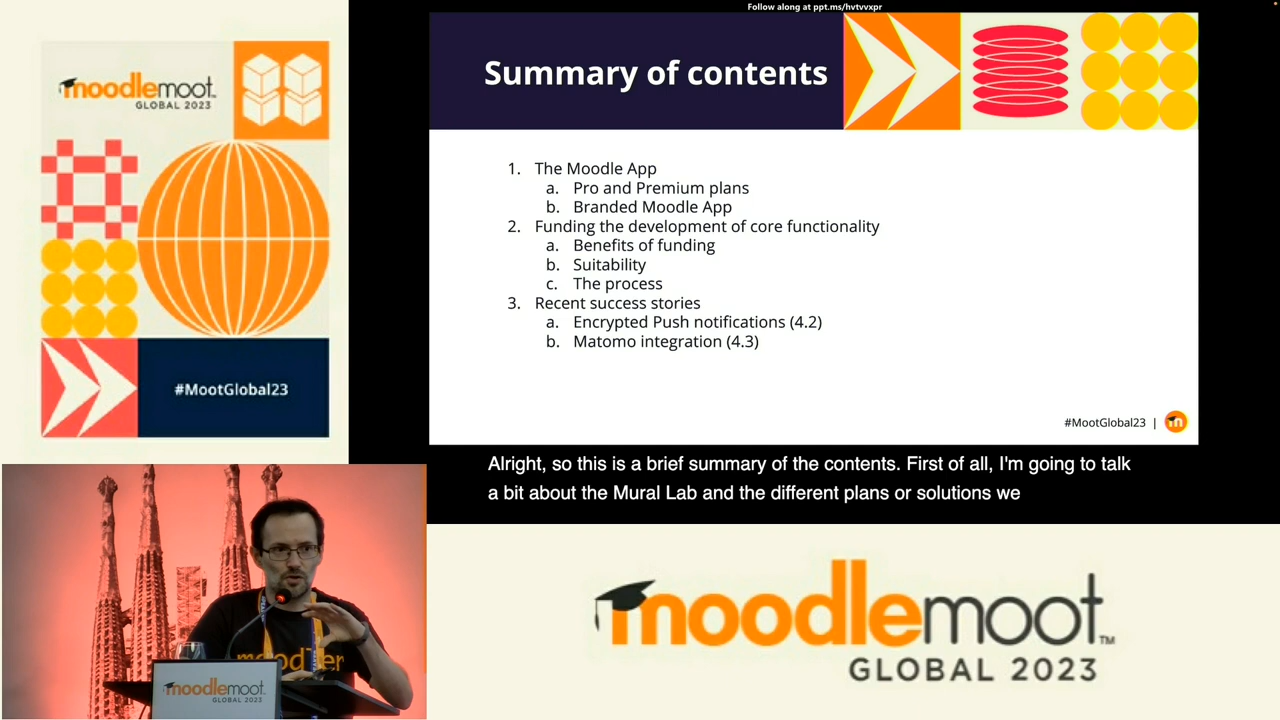 Follow along at ppt.ms/hvtvvxpr
moodlemoot
GLOBAL 2023
#MootGlobal23
Summary of contents
1. The Moodle App
a. Pro and Premium plans
b. Branded Moodle App
2. Funding the development of core functionality
a. Benefits of funding
b. Suitability
c. The process
3. Recent success stories
a. Encrypted Push notifications (4.2)
b. Matomo integration (4.3)
#MootGlobal23 | m
Alright, so this is a brief summary of the contents. First of all, I'm going to talk
a bit about the Mural Lab and the different plans or solutions we
moodlemoot
GLOBAL 2023
moodlemoot™
GLOBAL 2023